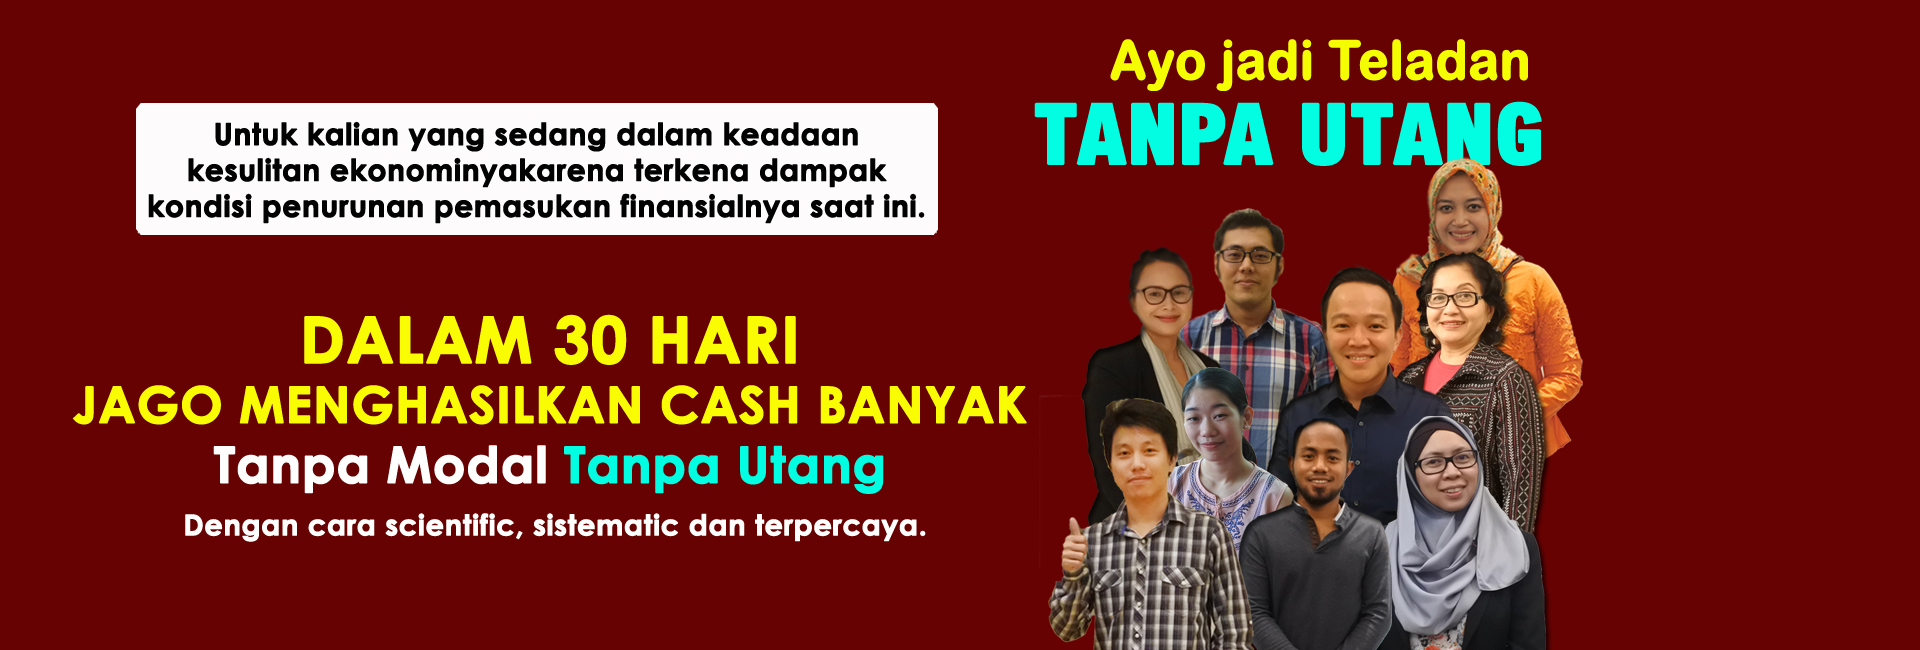 Untuk kalian yang sedang dalam keadaan
kesulitan ekonominyakarena terkena dampak
kondisi penurunan pemasukan finansialnya saat ini.
DALAM 30 HARI
JAGO MENGHASILKAN CASH BANYAK
Tanpa Modal Tanpa Utang
Dengan cara scientific, sistematic dan terpercaya.
Ayo jadi Teladan
TANPA UTANG